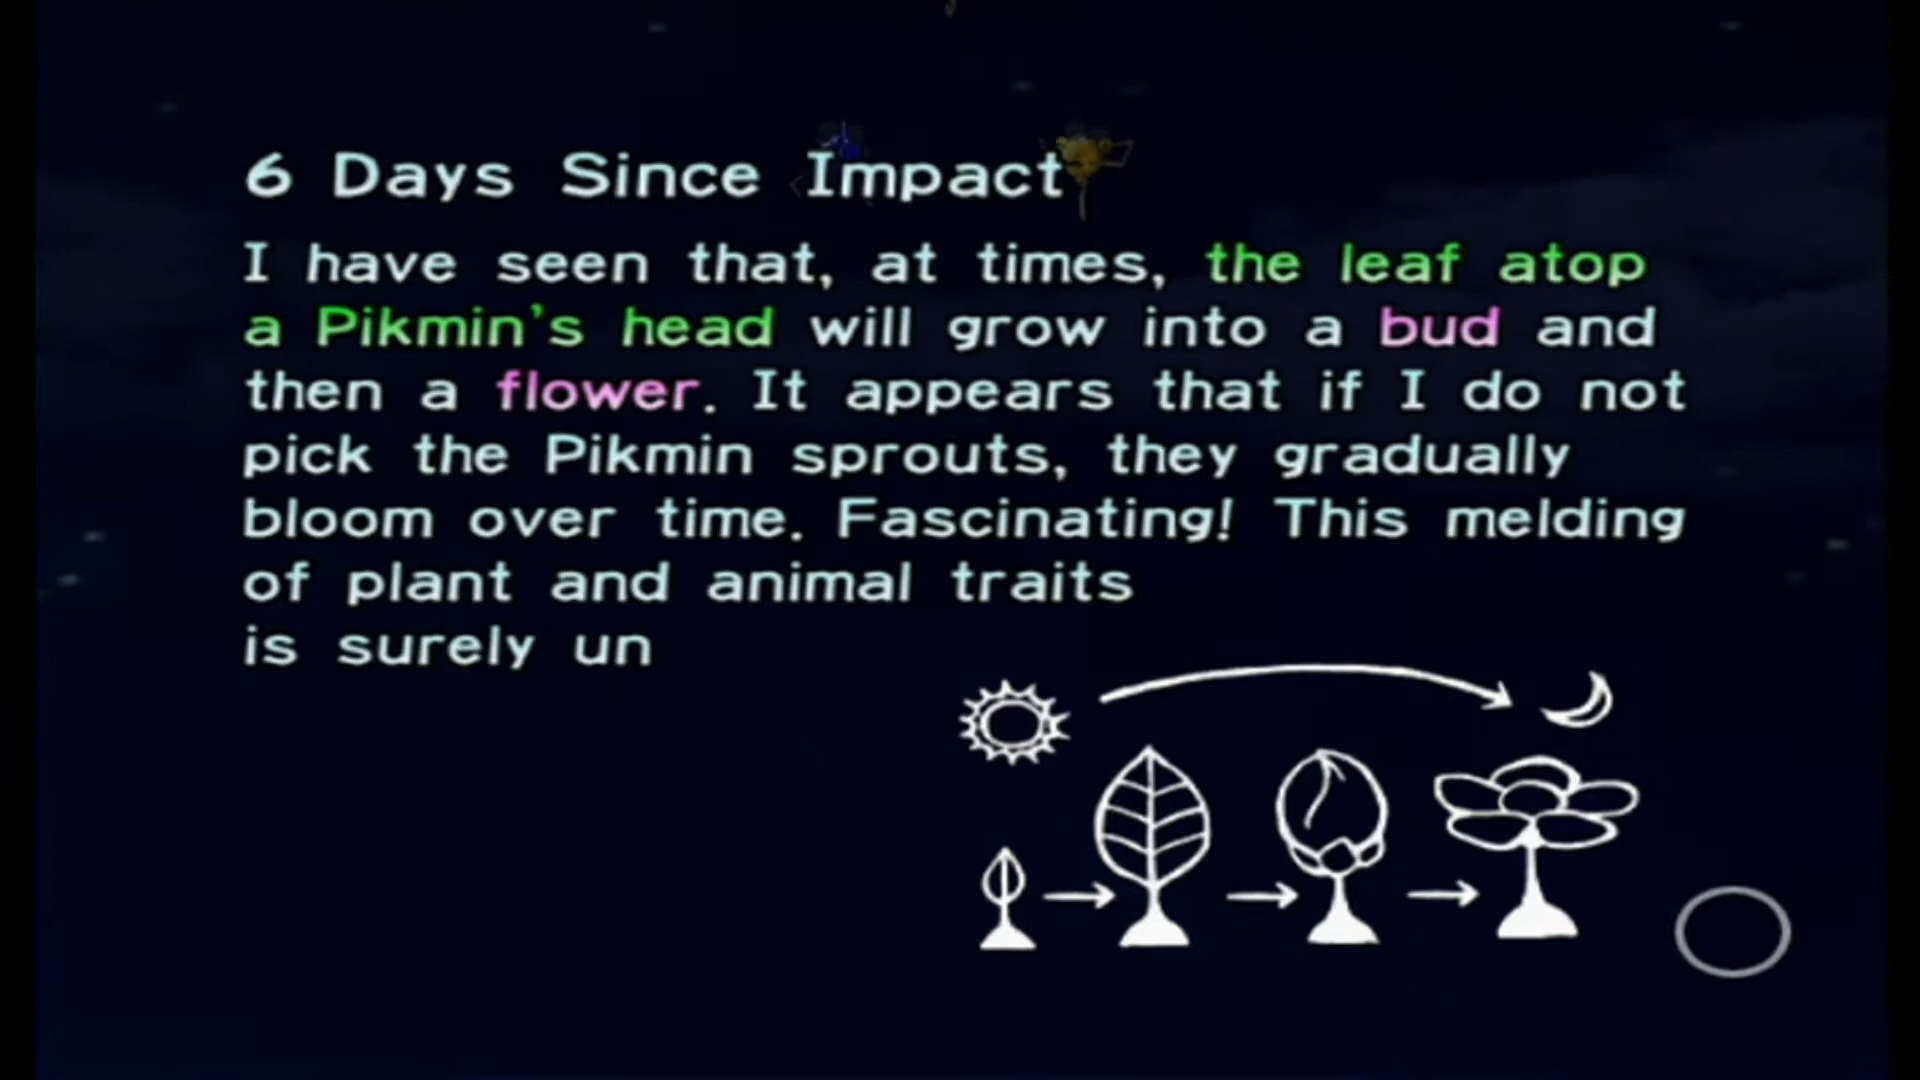 6 Days Since Impact
I have seen that, at times, the leaf atop
a Pikmin's head will grow into a bud and
then a flower. It appears that if I do not
pick the Pikmin sprouts, they gradually
bloom over time. Fascinating! This melding
of plant and animal traits
is surely un